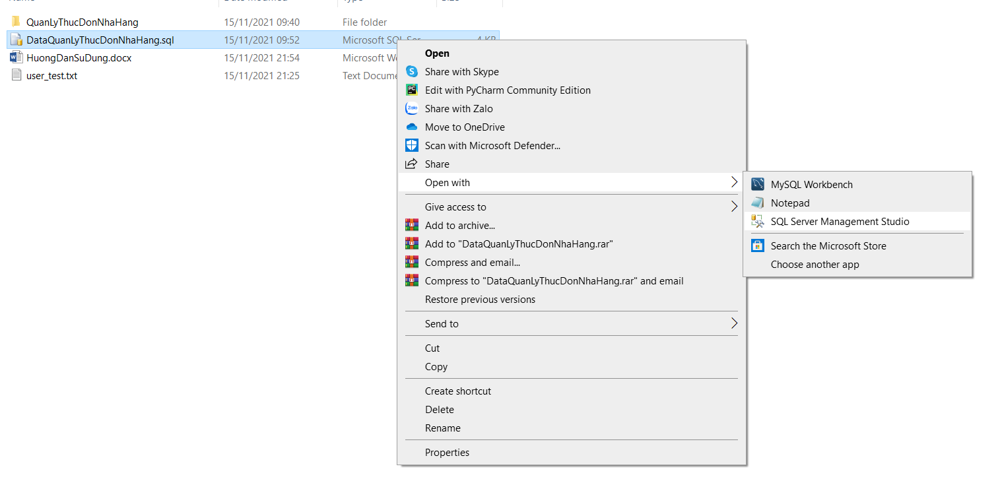 QuanLyThucDonNhaHang 15/11/2021 09:40 File folder
DataQuanLyThucDonNhaHang.sql 15/11/2021 09:52 Microsoft SQL Ser 4 KB
HuongDanSuDung.docx 15/11/2021 21:54 Microsoft
user_test.txt 15/11/2021 21:25 Text
Open
Share with Skype
Edit with PyCharm Community Edition
Zalo
Share with Zalo
Move to OneDrive
Scan with Microsoft Defender...
Share
Open with
Give access to
Add to archive...
Add to "DataQuanLyThucDonNhaHang.rar"
Compress and email...
Compress to "DataQuanLyThucDonNhaHang.rar" and email
Restore previous versions
Send to
Cut
Copy
Create shortcut
Delete
Rename
Properties
MySQL Workbench
Notepad
SQL Server Management Studio
Search the Microsoft Store
Choose another app